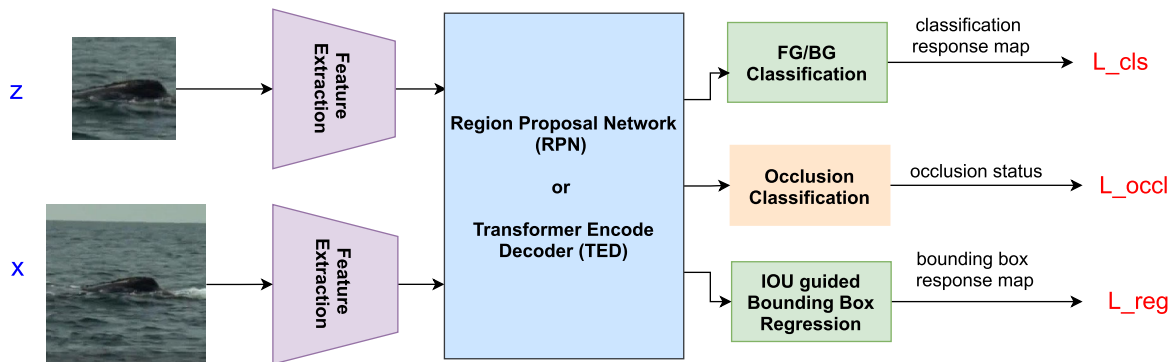 z
Feature
Extraction
x
Feature
Extraction
Region Proposal Network
(RPN)
or
Transformer Encode
Decoder (TED)
FG/BG
Classification
classification
response map
L_cls
Occlusion
Classification
occlusion status
L_occl
IOU guided
Bounding Box
Regression
bounding box
response map
L_reg